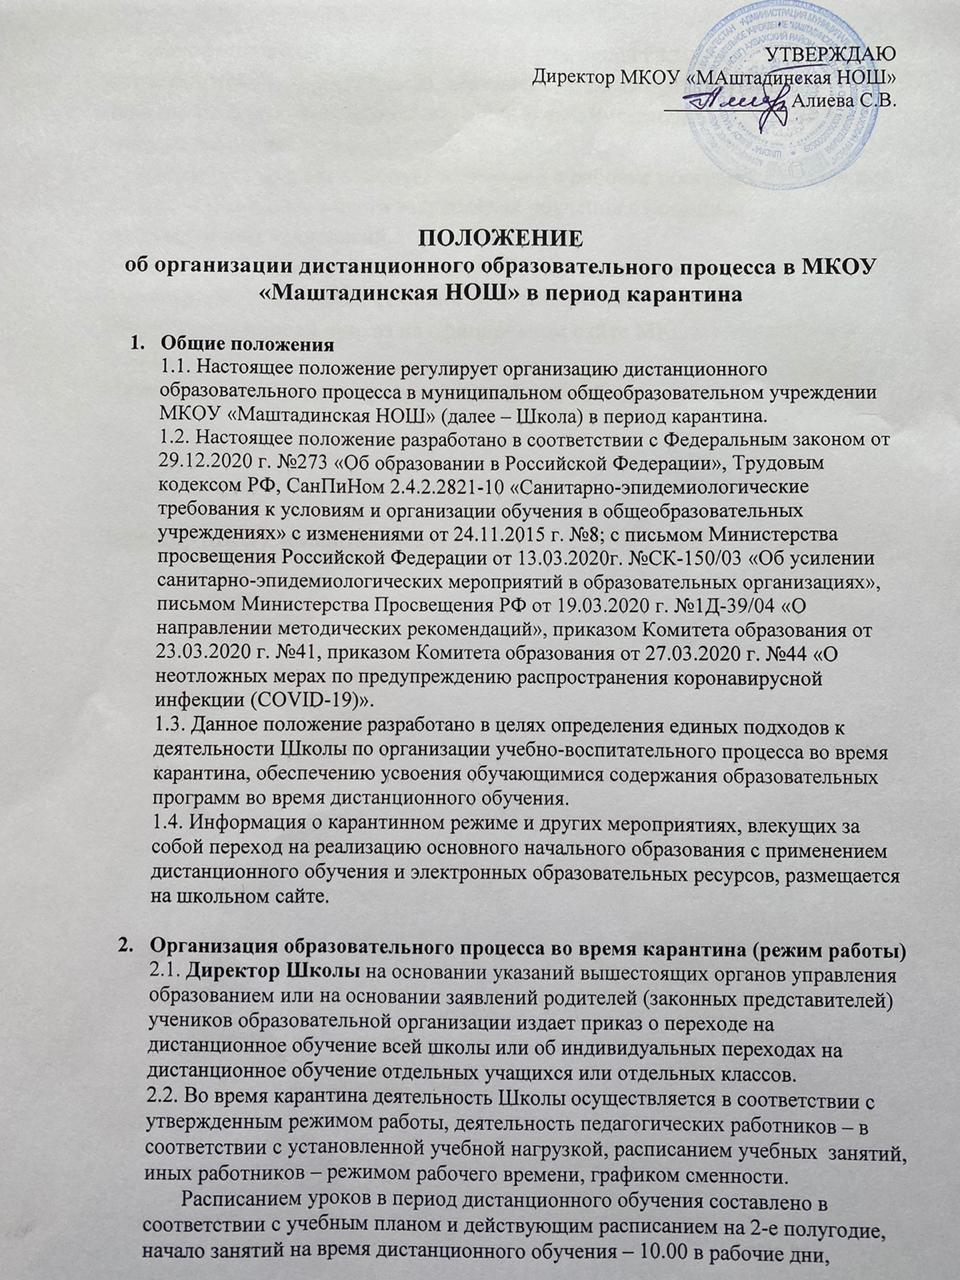 УТВЕРЖДАЮ
Директор МКОУ «МАштадинская НОШ»
Алиева С.В.
ПОЛОЖЕНИЕ
об организации дистанционного образовательного процесса в МКОУ
«Маштадинская НОШ» в период карантина
1. Общие положения
1.1. Настоящее положение регулирует организацию дистанционного
образовательного процесса в муниципальном общеобразовательном учреждении
МКОУ «Маштадинская НОШ» (далее – Школа) в период карантина.
1.2. Настоящее положение разработано в соответствии с Федеральным законом от
29.12.2020 г. №273 «Об образовании в Российской Федерации», Трудовым
кодексом РФ, СанПиНом 2.4.2.2821-10 «Санитарно-эпидемиологические
требования к условиям и организации обучения в общеобразовательных
учреждениях» с изменениями от 24.11.2015 г. №8; с письмом Министерства
просвещения Российской Федерации от 13.03.2020г. №СК-150/03 «Об усилении
санитарно-эпидемиологических мероприятий в образовательных организациях»,
письмом Министерства Просвещения РФ от 19.03.2020 г. №1Д-39/04 «О
направлении методических рекомендаций», приказом Комитета образования от
23.03.2020 г. №41, приказом Комитета образования от 27.03.2020 г. №44 «О
неотложных мерах по предупреждению распространения коронавирусной
инфекции (COVID-19)».
1.3. Данное положение разработано в целях определения единых подходов к
деятельности Школы по организации учебно-воспитательного процесса во время
карантина, обеспечению усвоения обучающимися содержания образовательных
программ во время дистанционного обучения.
1.4. Информация о карантинном режиме и других мероприятиях, влекущих за
собой переход на реализацию основного начального образования с применением
дистанционного обучения и электронных образовательных ресурсов, размещается
на школьном сайте.
2. Организация образовательного процесса во время карантина (режим работы)
2.1. Директор Школы на основании указаний вышестоящих органов управления
образованием или на основании заявлений родителей (законных представителей)
учеников образовательной организации издает приказ о переходе на
дистанционное обучение всей школы или об индивидуальных переходах на
дистанционное обучение отдельных учащихся или отдельных классов.
2.2. Во время карантина деятельность Школы осуществляется в соответствии с
утвержденным режимом работы, деятельность педагогических работников – в
соответствии с установленной учебной нагрузкой, расписанием учебных занятий,
иных работников – режимом рабочего времени, графиком сменности.
Расписанием уроков в период дистанционного обучения составлено в
соответствии с учебным планом и действующим расписанием на 2-е полугодие,
начало занятий на время дистанционного обучения – 10.00 в рабочие дни,